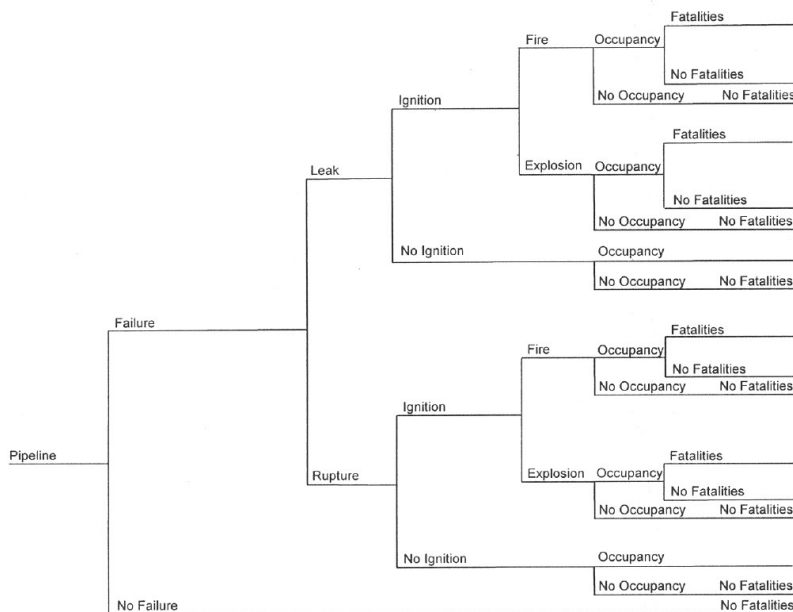 Fatalities
Fire Occupancy
No Fatalities
No Occupancy No Fatalities
Ignition
Fatalities
Leak Explosion Occupancy
No Fatalities
No Occupancy No Fatalities
No Ignition Occupancy
No Occupancy No Fatalities
Failure
Fatalities
Fire Occupancy
No Fatalities
No Occupancy No Fatalities
Ignition
Pipeline Fatalities
Rupture Explosion Occupancy
No Fatalities
No Occupancy No Fatalities
No Ignition Occupancy
No Occupancy No Fatalities
No Failure No Fatalities